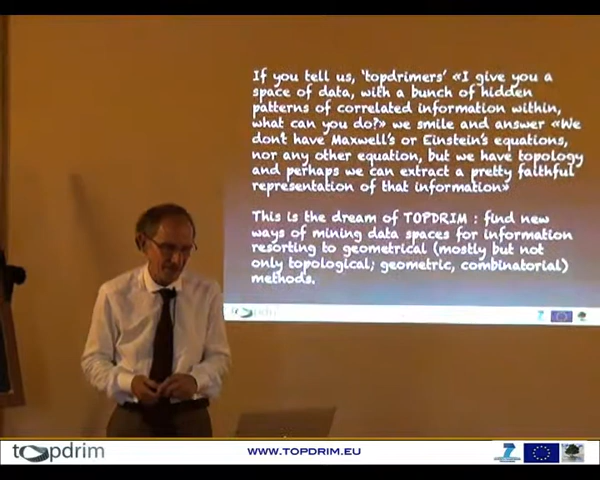 If you tell us, 'topdrimers' «I give you a
space of data, with a bunch of hidden
patterns of correlated information within,
what can you do?» we smile and answer «We
don't have Maxwell's or Einstein's equations,
nor any other equation, but we have topology
and perhaps we can extract a pretty faithful
representation of that information»
This is the dream of TOPDRIM : find new
ways of mining data spaces for information
resorting to geometrical (mostly but not
only topological; geometric, combinatorial)
methods.
topdrim
topdrim
WWW.TOPDRIM.EU